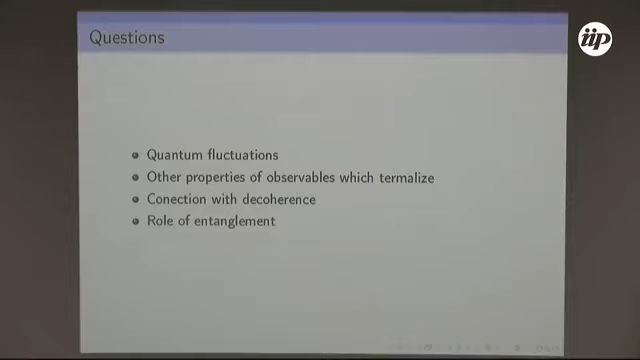 Questions
iip
Quantum fluctuations
Other properties of observables which termalize
Conection with decoherence
Role of entanglement